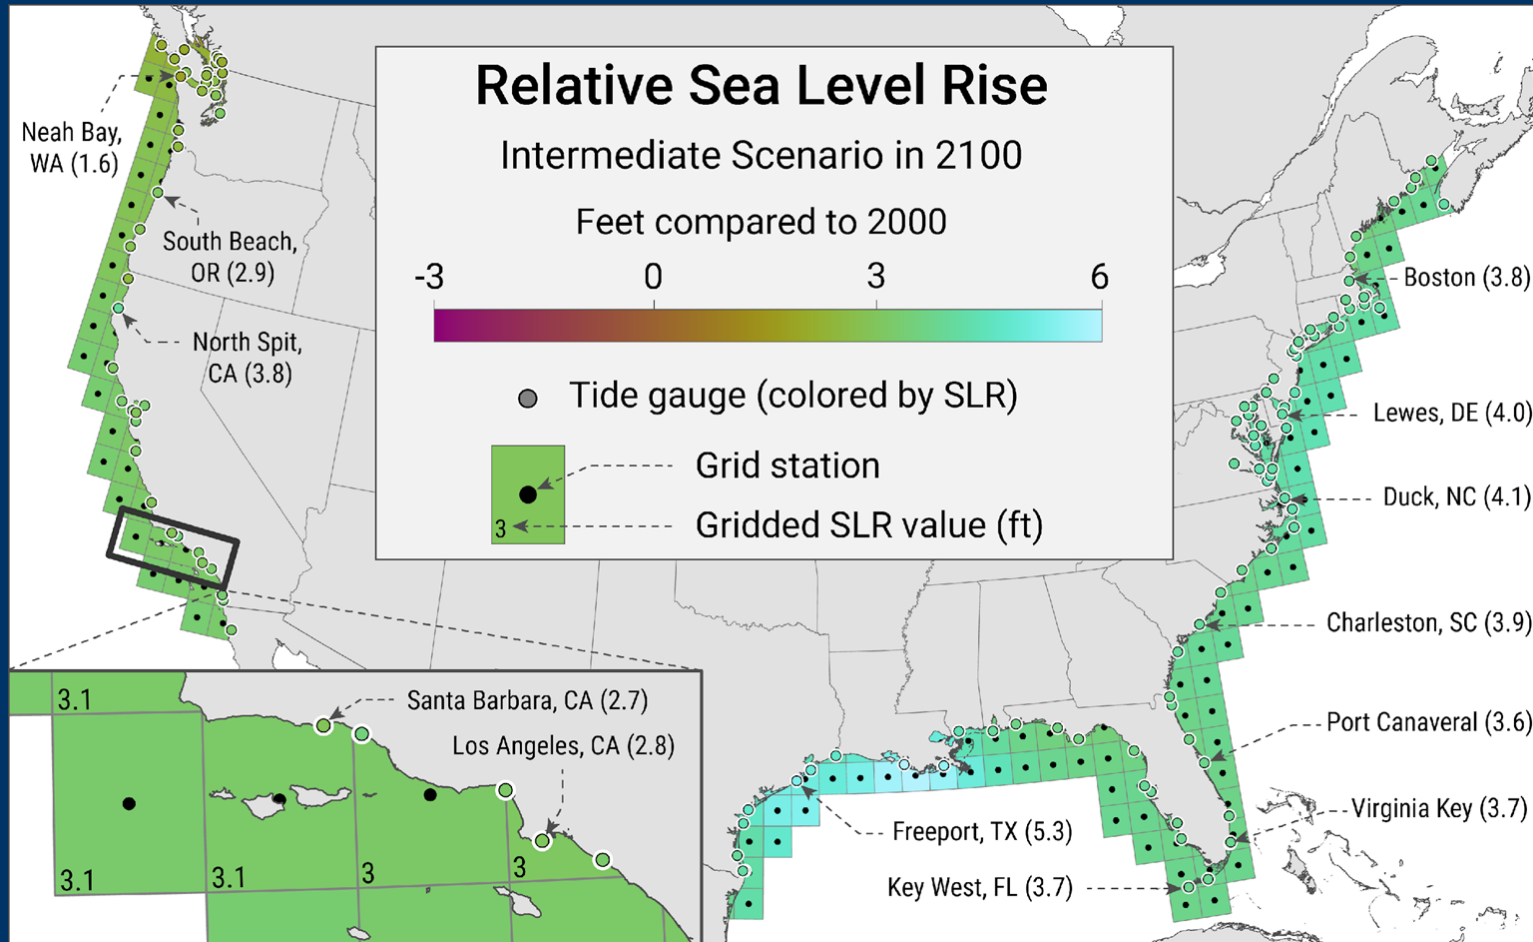 Relative Sea Level Rise
Intermediate Scenario in 2100
Feet compared to 2000
-3 0 3 6
Tide gauge (colored by SLR)
Grid station
3
Gridded SLR value (ft)
Neah Bay,
WA (1.6)
South Beach,
OR (2.9)
North Spit,
CA (3.8)
Boston (3.8)
Lewes, DE (4.0)
Duck, NC (4.1)
Charleston, SC (3.9)
Port Canaveral (3.6)
Virginia Key (3.7)
Freeport, TX (5.3)
Key West, FL (3.7)
3.1
Santa Barbara, CA (2.7)
Los Angeles, CA (2.8)
3.1 3.1 3 3